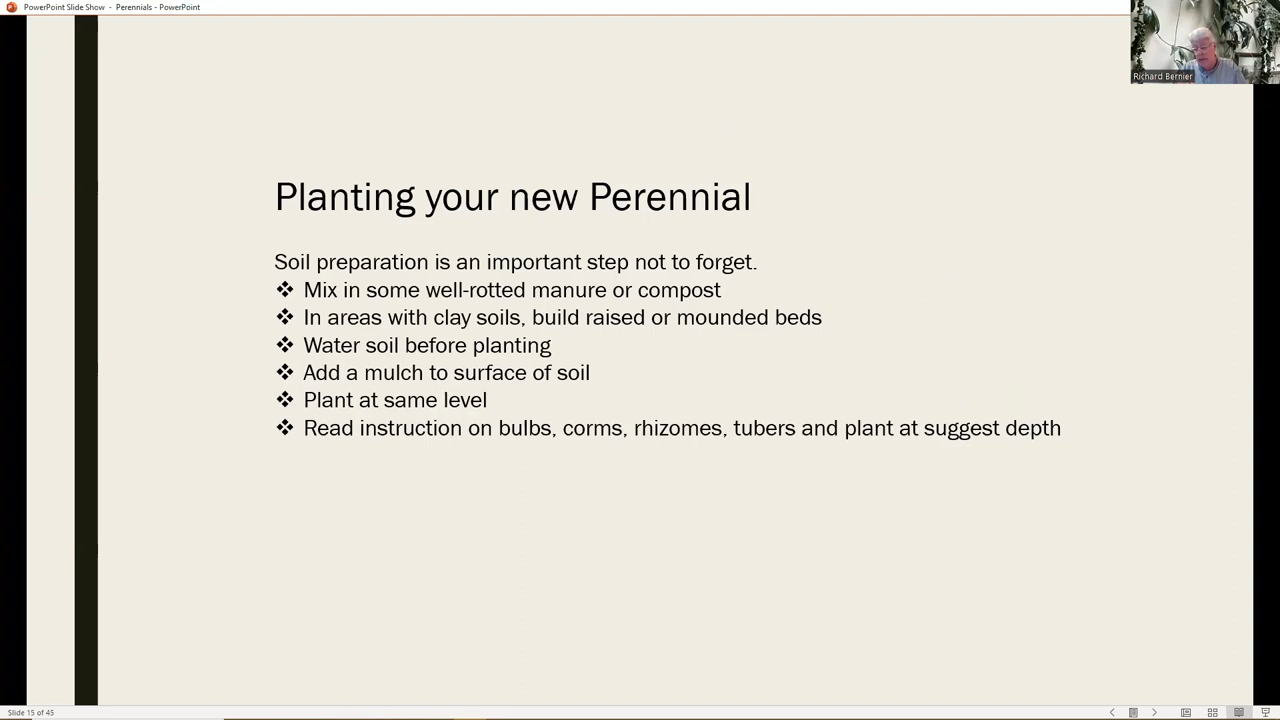 PowerPoint Slide Show - Perennials - PowerPoint
Richard Bernier
Planting your new Perennial
Soil preparation is an important step not to forget.
❖ Mix in some well-rotted manure or compost
❖ In areas with clay soils, build raised or mounded beds
❖ Water soil before planting
❖ Add a mulch to surface of soil
❖ Plant at same level
❖ Read instruction on bulbs, corms, rhizomes, tubers and plant at suggest depth
Slide 15 of 45